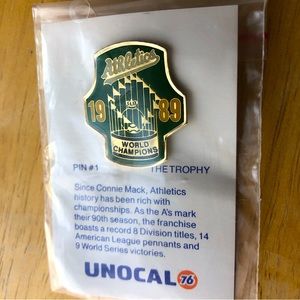 Athletics
1989
WORLD
CHAMPIONS
PIN #1 THE TROPHY
Since Connie Mack, Athletics
history has been rich with
championships. As the A's mark
their 90th season, the franchise
boasts a record 8 Division titles, 14
American League pennants and
9 World Series victories.
UNOCAL 76